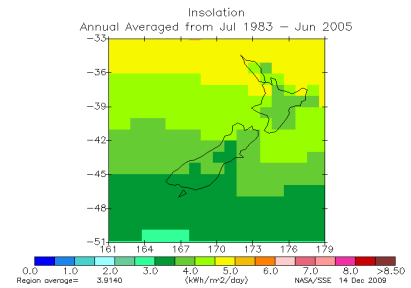 Insolation
Annual Averaged from Jul 1983 – Jun 2005
-33
-36
-39
-42
-45
-48
-51
161 164 167 170 173 176 179
0.0 1.0 2.0 3.0 4.0 5.0 6.0 7.0 8.0 >8.50
Region average= 3.9140 (kWh/m2/day) NASA/SSE 14 Dec 2009